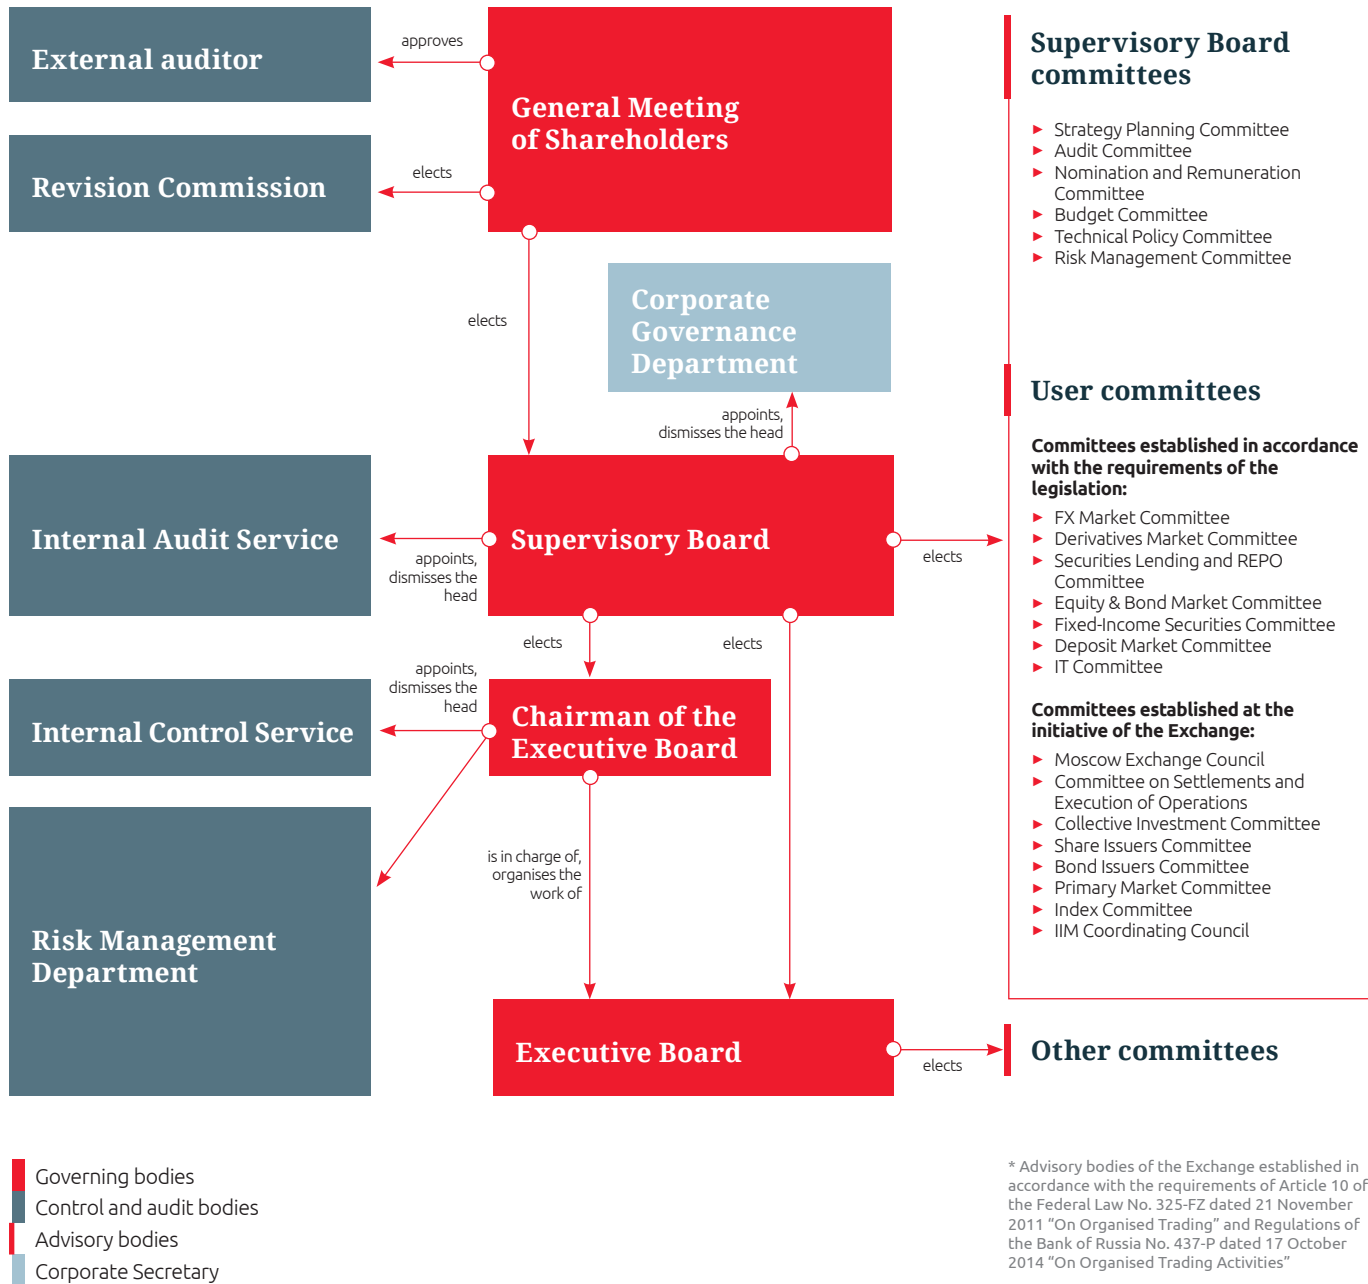 External auditor
approves
General Meeting
of Shareholders
Revision Commission
elects
elects
Corporate
Governance
Department
appoints,
dismisses the head
Internal Audit Service
appoints,
dismisses the
head
Supervisory Board
elects
elects
elects
appoints,
dismisses the
head
Internal Control Service
Chairman of the
Executive Board
is in charge of,
organises the
work of
Risk Management
Department
Executive Board
elects
Supervisory Board
committees
► Strategy Planning Committee
► Audit Committee
► Nomination and Remuneration
Committee
► Budget Committee
► Technical Policy Committee
► Risk Management Committee
User committees
Committees established in accordance
with the requirements of the
legislation:
► FX Market Committee
► Derivatives Market Committee
► Securities Lending and REPO
Committee
► Equity & Bond Market Committee
► Fixed-Income Securities Committee
► Deposit Market Committee
► IT Committee
Committees established at the
initiative of the Exchange:
► Moscow Exchange Council
► Committee on Settlements and
Execution of Operations
► Collective Investment Committee
► Share Issuers Committee
► Bond Issuers Committee
► Primary Market Committee
► Index Committee
► IIM Coordinating Council
Other committees
Governing bodies
Control and audit bodies
Advisory bodies
Corporate Secretary
* Advisory bodies of the Exchange established in
accordance with the requirements of Article 10 of
the Federal Law No. 325-FZ dated 21 November
2011 “On Organised Trading” and Regulations of
the Bank of Russia No. 437-P dated 17 October
2014 “On Organised Trading Activities”